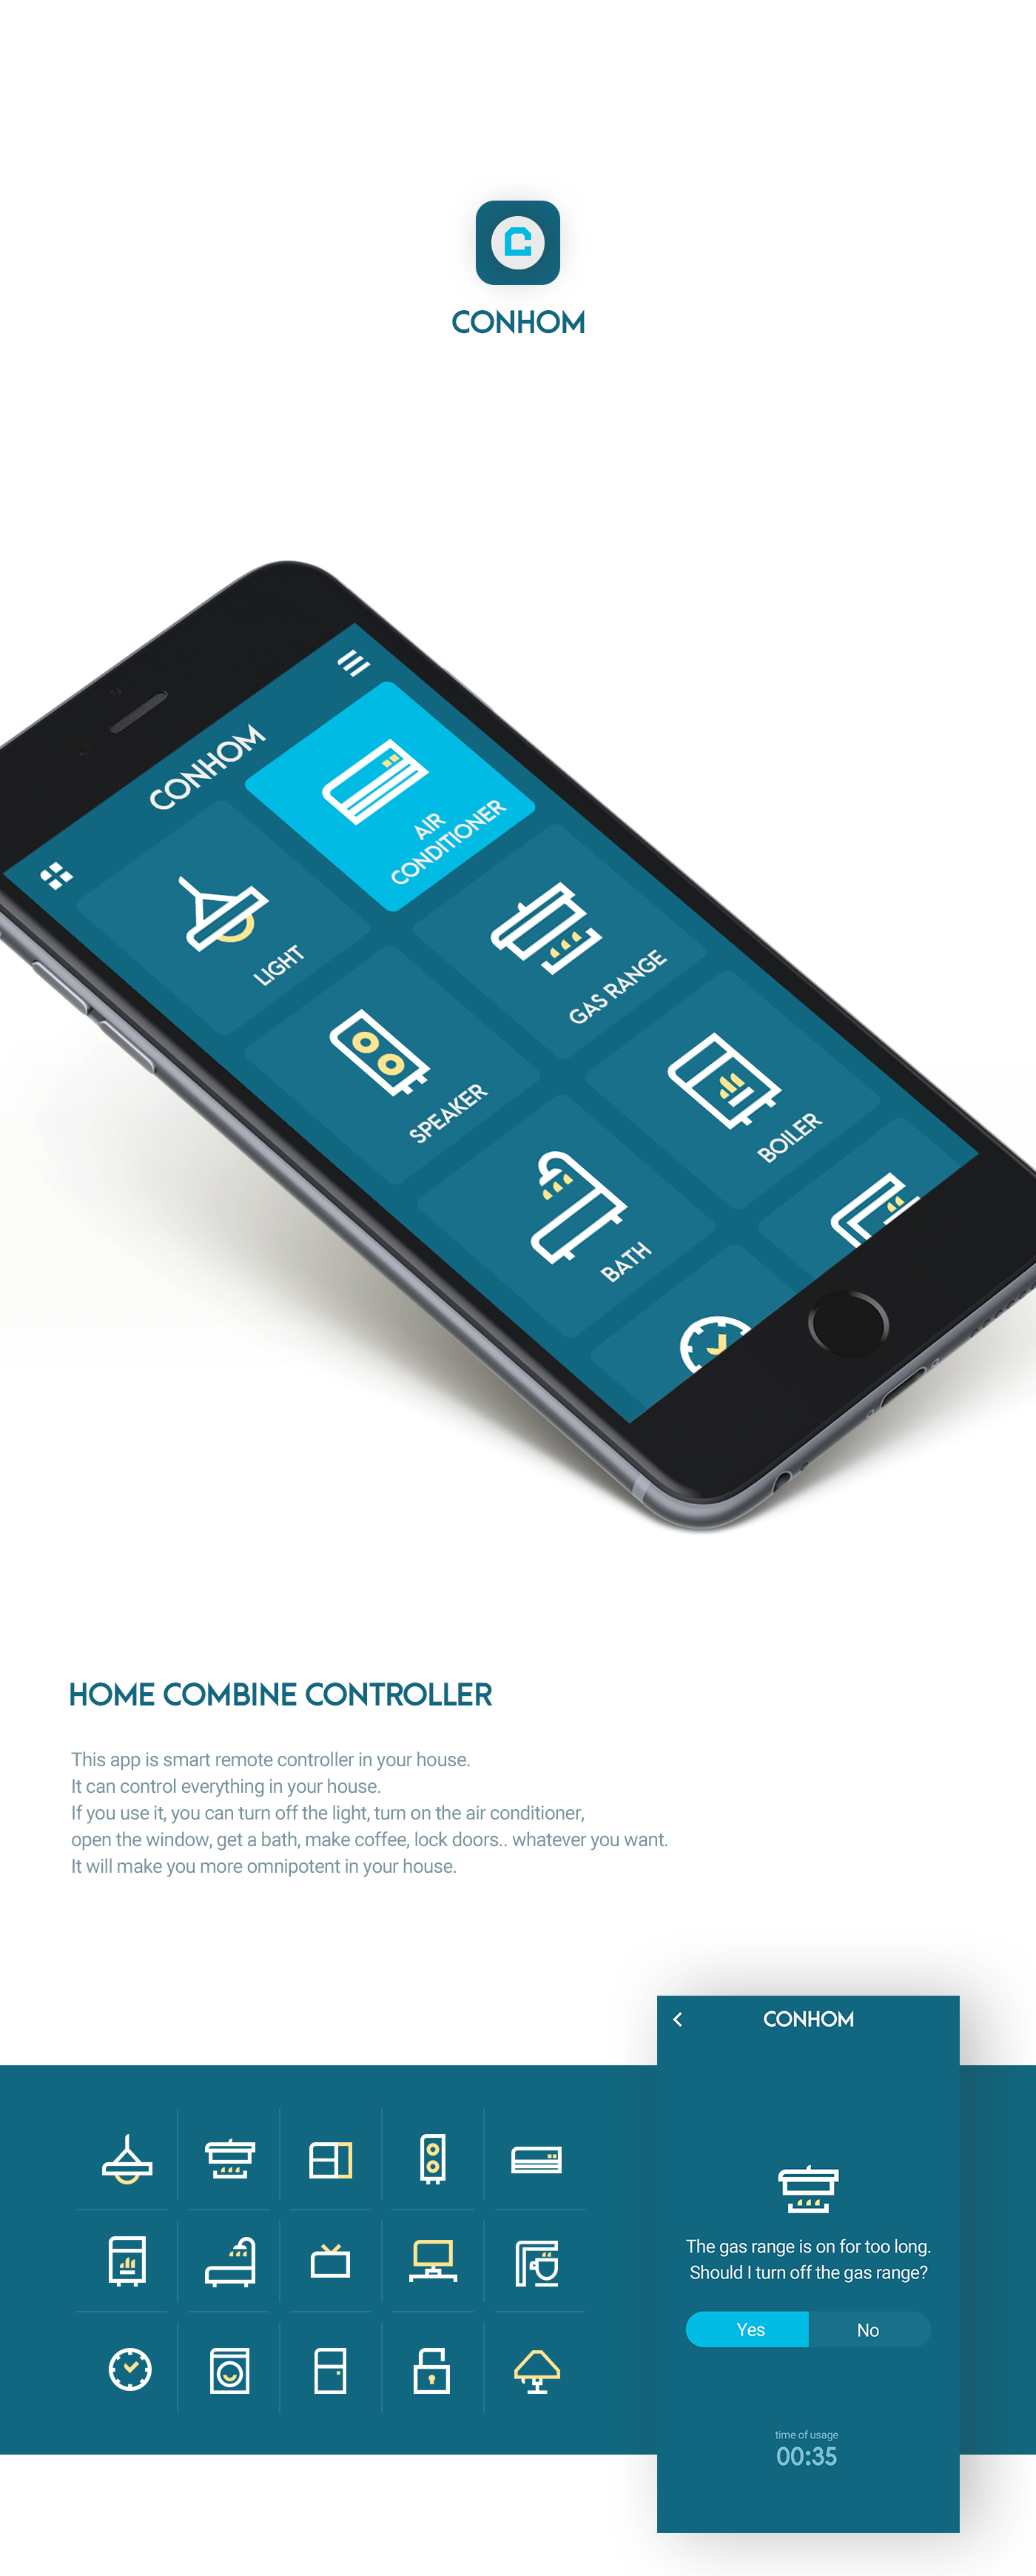 CONHOM
CONHOM
AIR
CONDITIONER
LIGHT
GAS RANGE
SPEAKER
BOILER
BATH
HOME COMBINE CONTROLLER
This app is smart remote controller in your house.
It can control everything in your house.
If you use it, you can turn off the light, turn on the air conditioner,
open the window, get a bath, make coffee, lock doors.. whatever you want.
It will make you more omnipotent in your house.
CONHOM
The gas range is on for too long.
Should I turn off the gas range?
Yes
No
time of usage
00:35